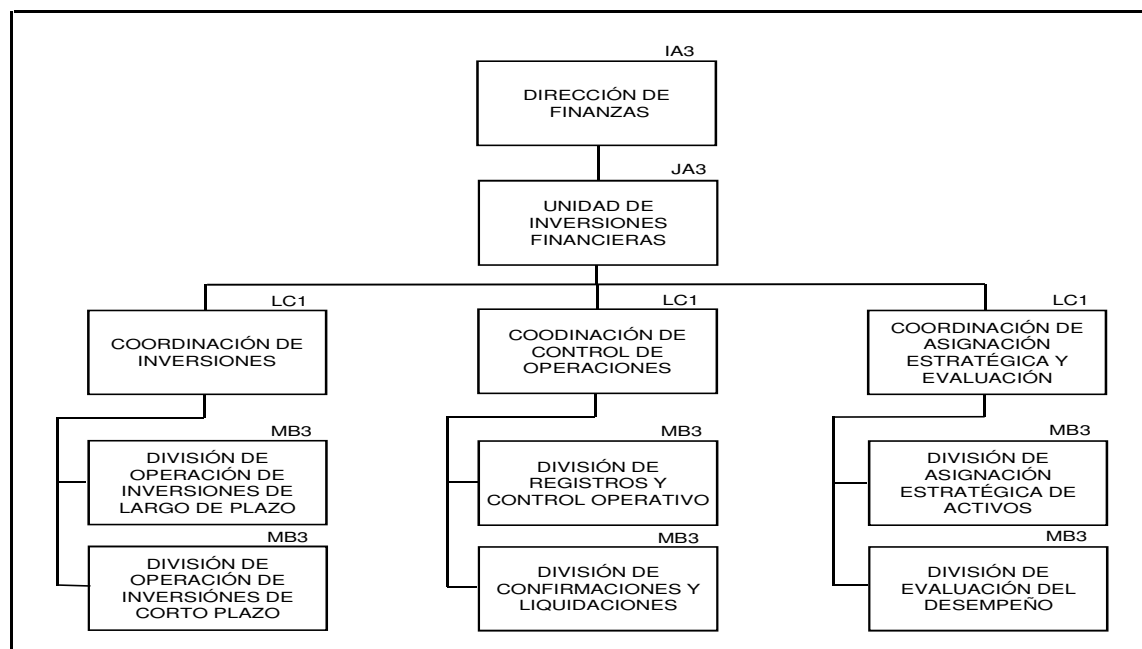 IA3
DIRECCIÓN DE
FINANZAS
JA3
UNIDAD DE
INVERSIONES
FINANCIERAS
LC1
COORDINACIÓN DE
INVERSIONES
LC1
COODINACIÓN DE
CONTROL DE
OPERACIONES
LC1
COORDINACIÓN DE
ASIGNACIÓN
ESTRATÉGICA Y
EVALUACIÓN
MB3
DIVISIÓN DE
OPERACIÓN DE
INVERSIONES DE
LARGO DE PLAZO
MB3
DIVISIÓN DE
REGISTROS Y
CONTROL OPERATIVO
MB3
DIVISIÓN DE
ASIGNACIÓN
ESTRATÉGICA DE
ACTIVOS
MB3
DIVISIÓN DE
OPERACIÓN DE
INVERSIÓNES DE
CORTO PLAZO
MB3
DIVISIÓN DE
CONFIRMACIONES Y
LIQUIDACIONES
MB3
DIVISIÓN DE
EVALUACIÓN DEL
DESEMPEÑO